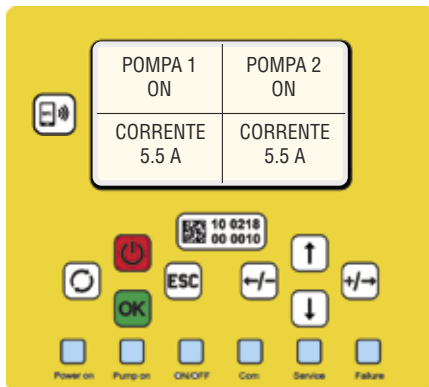 POMPA 1
ON
POMPA 2
ON
CORRENTE
5.5 A
CORRENTE
5.5 A
10 0218
00 0010
ESC
←/−
+/→
OK
Power on
Pump on
ON/OFF
Com
Service
Failure